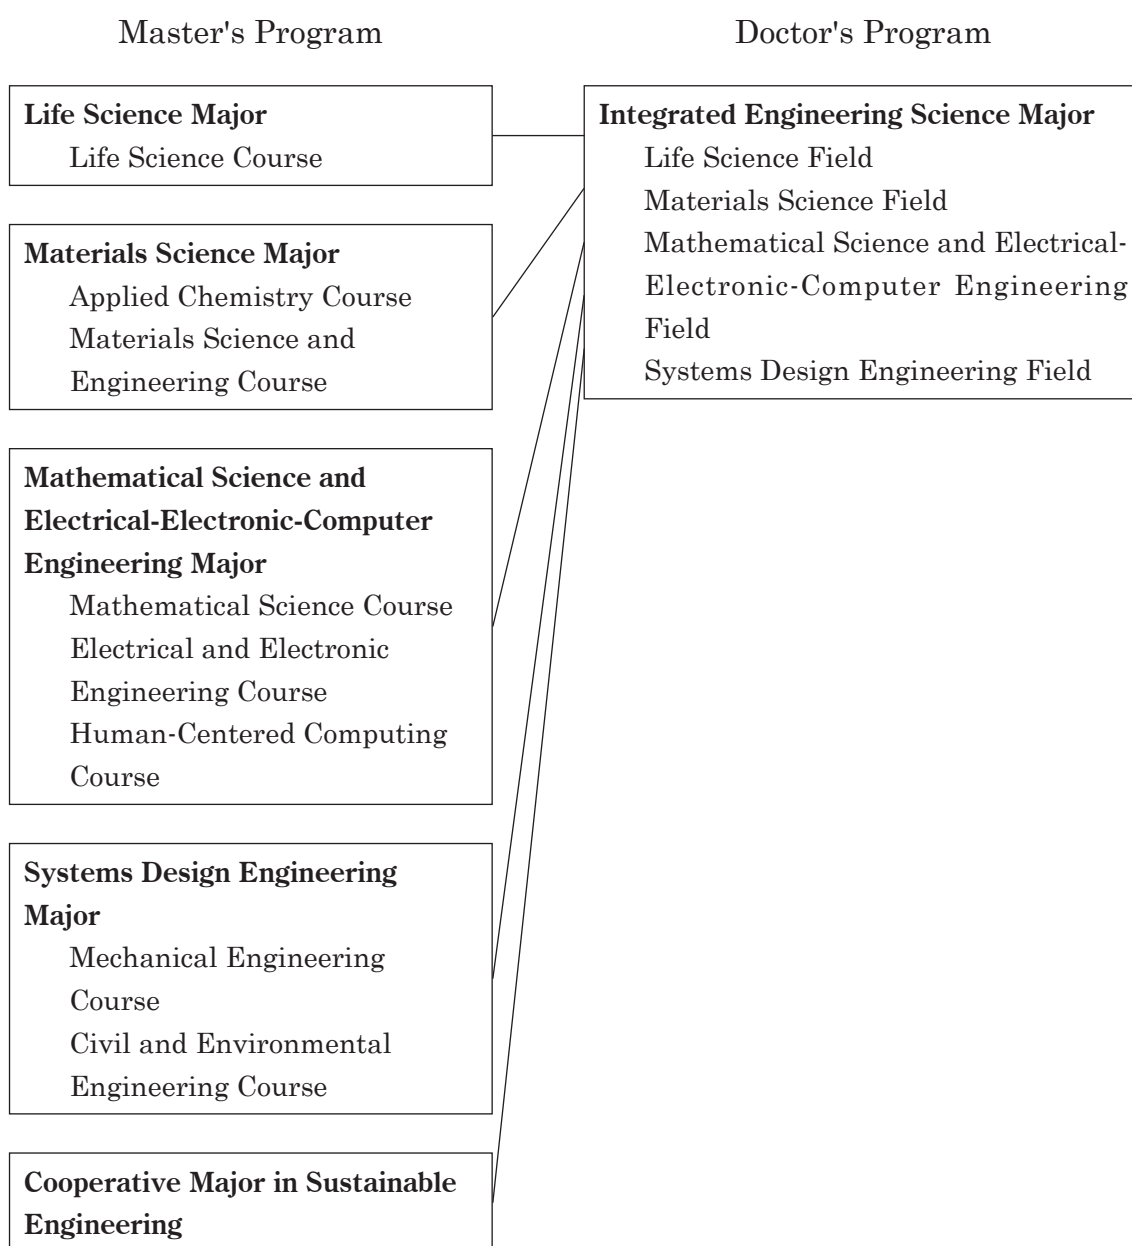 Master's Program
Doctor's Program
Life Science Major
Life Science Course
Materials Science Major
Applied Chemistry Course
Materials Science and
Engineering Course
Mathematical Science and
Electrical-Electronic-Computer
Engineering Major
Mathematical Science Course
Electrical and Electronic
Engineering Course
Human-Centered Computing
Course
Systems Design Engineering
Major
Mechanical Engineering
Course
Civil and Environmental
Engineering Course
Cooperative Major in Sustainable
Engineering
Integrated Engineering Science Major
Life Science Field
Materials Science Field
Mathematical Science and Electrical-
Electronic-Computer Engineering
Field
Systems Design Engineering Field